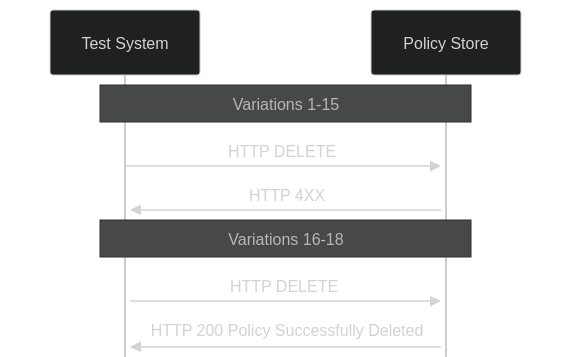 Test System
Policy Store
Variations 1-15
HTTP DELETE
HTTP 4XX
Variations 16-18
HTTP DELETE
HTTP 200 Policy Successfully Deleted